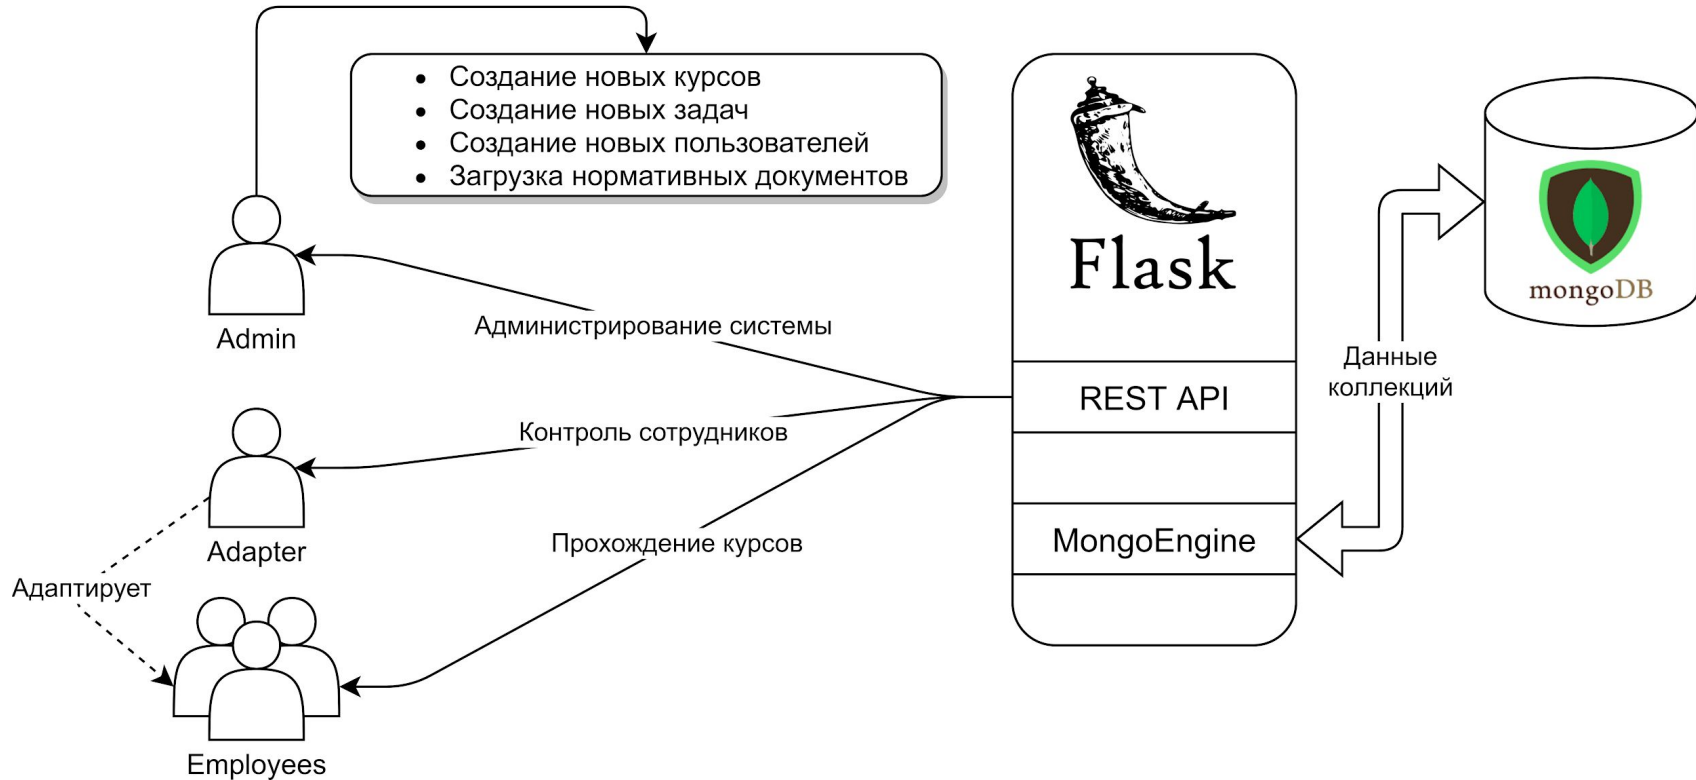 Создание новых курсов
Создание новых задач
Создание новых пользователей
Загрузка нормативных документов
Flask
mongoDB
Admin
Администрирование системы
Данные
коллекций
REST API
Контроль сотрудников
Adapter
Прохождение курсов
MongoEngine
Адаптирует
Employees